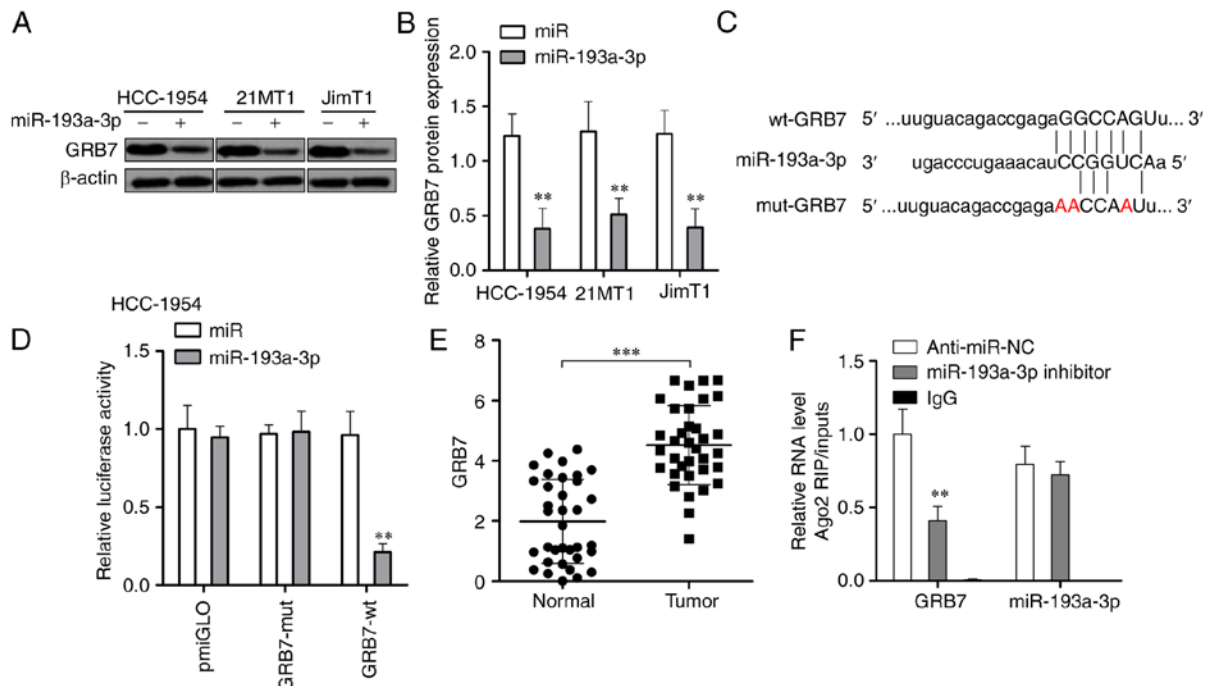 A
HCC-1954 21MT1 JimT1
miR-193a-3p − + − + − +
GRB7
β-actin
B
miR
miR-193a-3p
Relative GRB7 protein expression
2.0
1.5
1.0
0.5
0.0
HCC-1954 21MT1 JimT1
C
wt-GRB7 5′ ...uuguacagaccgagaGGCCAGUu... 3′
miR-193a-3p 3′ ugacccugaaacauCCGGUCAa 5′
mut-GRB7 5′ ...uuguacagaccgagaAACCAAUu... 3′
** ** **
D
HCC-1954
miR
miR-193a-3p
Relative luciferase activity
1.5
1.0
0.5
0.0
**
pmiGLO GRB7-mut GRB7-wt
E
GRB7
8
6
4
2
0
***
Normal Tumor
F
Anti-miR-NC
miR-193a-3p inhibitor
IgG
Relative RNA level
Ago2 RIP/inputs
1.5
1.0
0.5
0.0
**
GRB7 miR-193a-3p